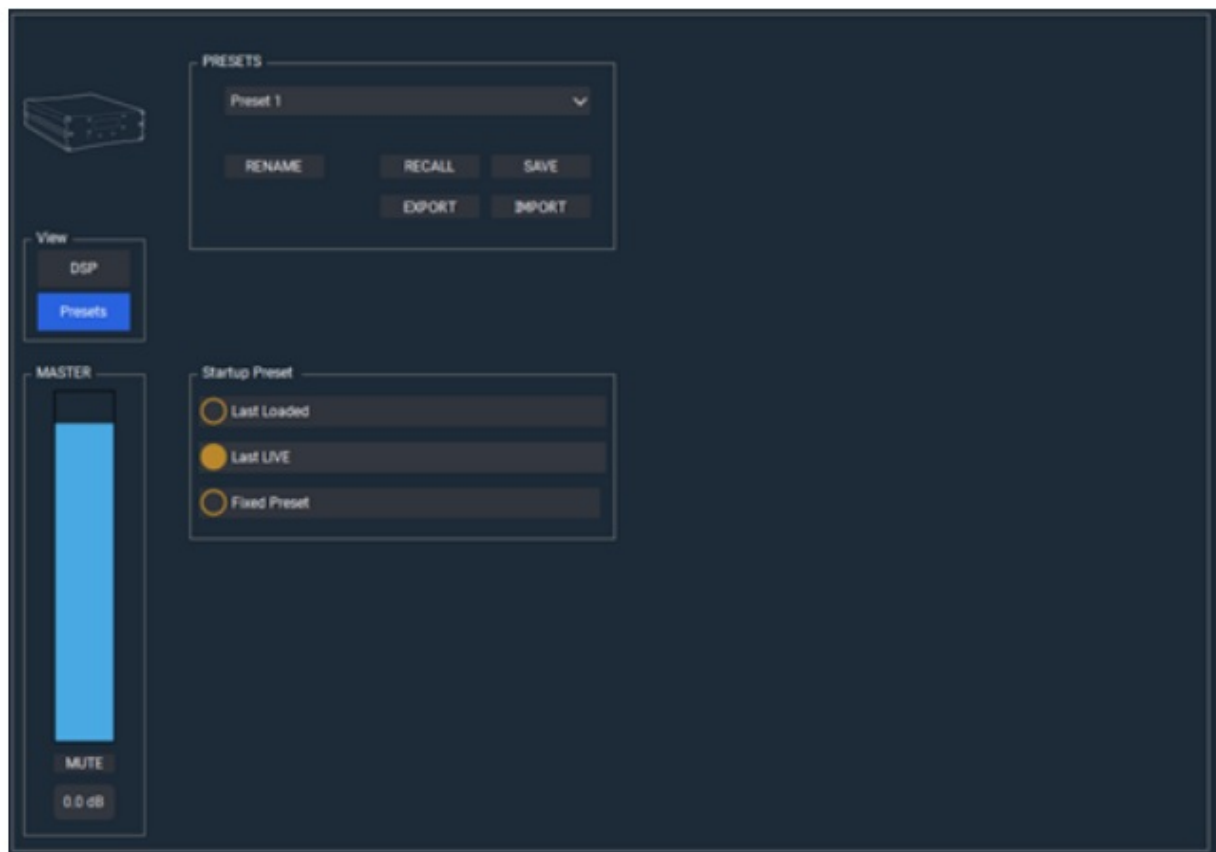 PRESETS
Preset 1
RENAME
RECALL
SAVE
EXPORT
IMPORT
View
DSP
Presets
MASTER
MUTE
0.0 dB
Startup Preset
Last Loaded
Last LIVE
Fixed Preset